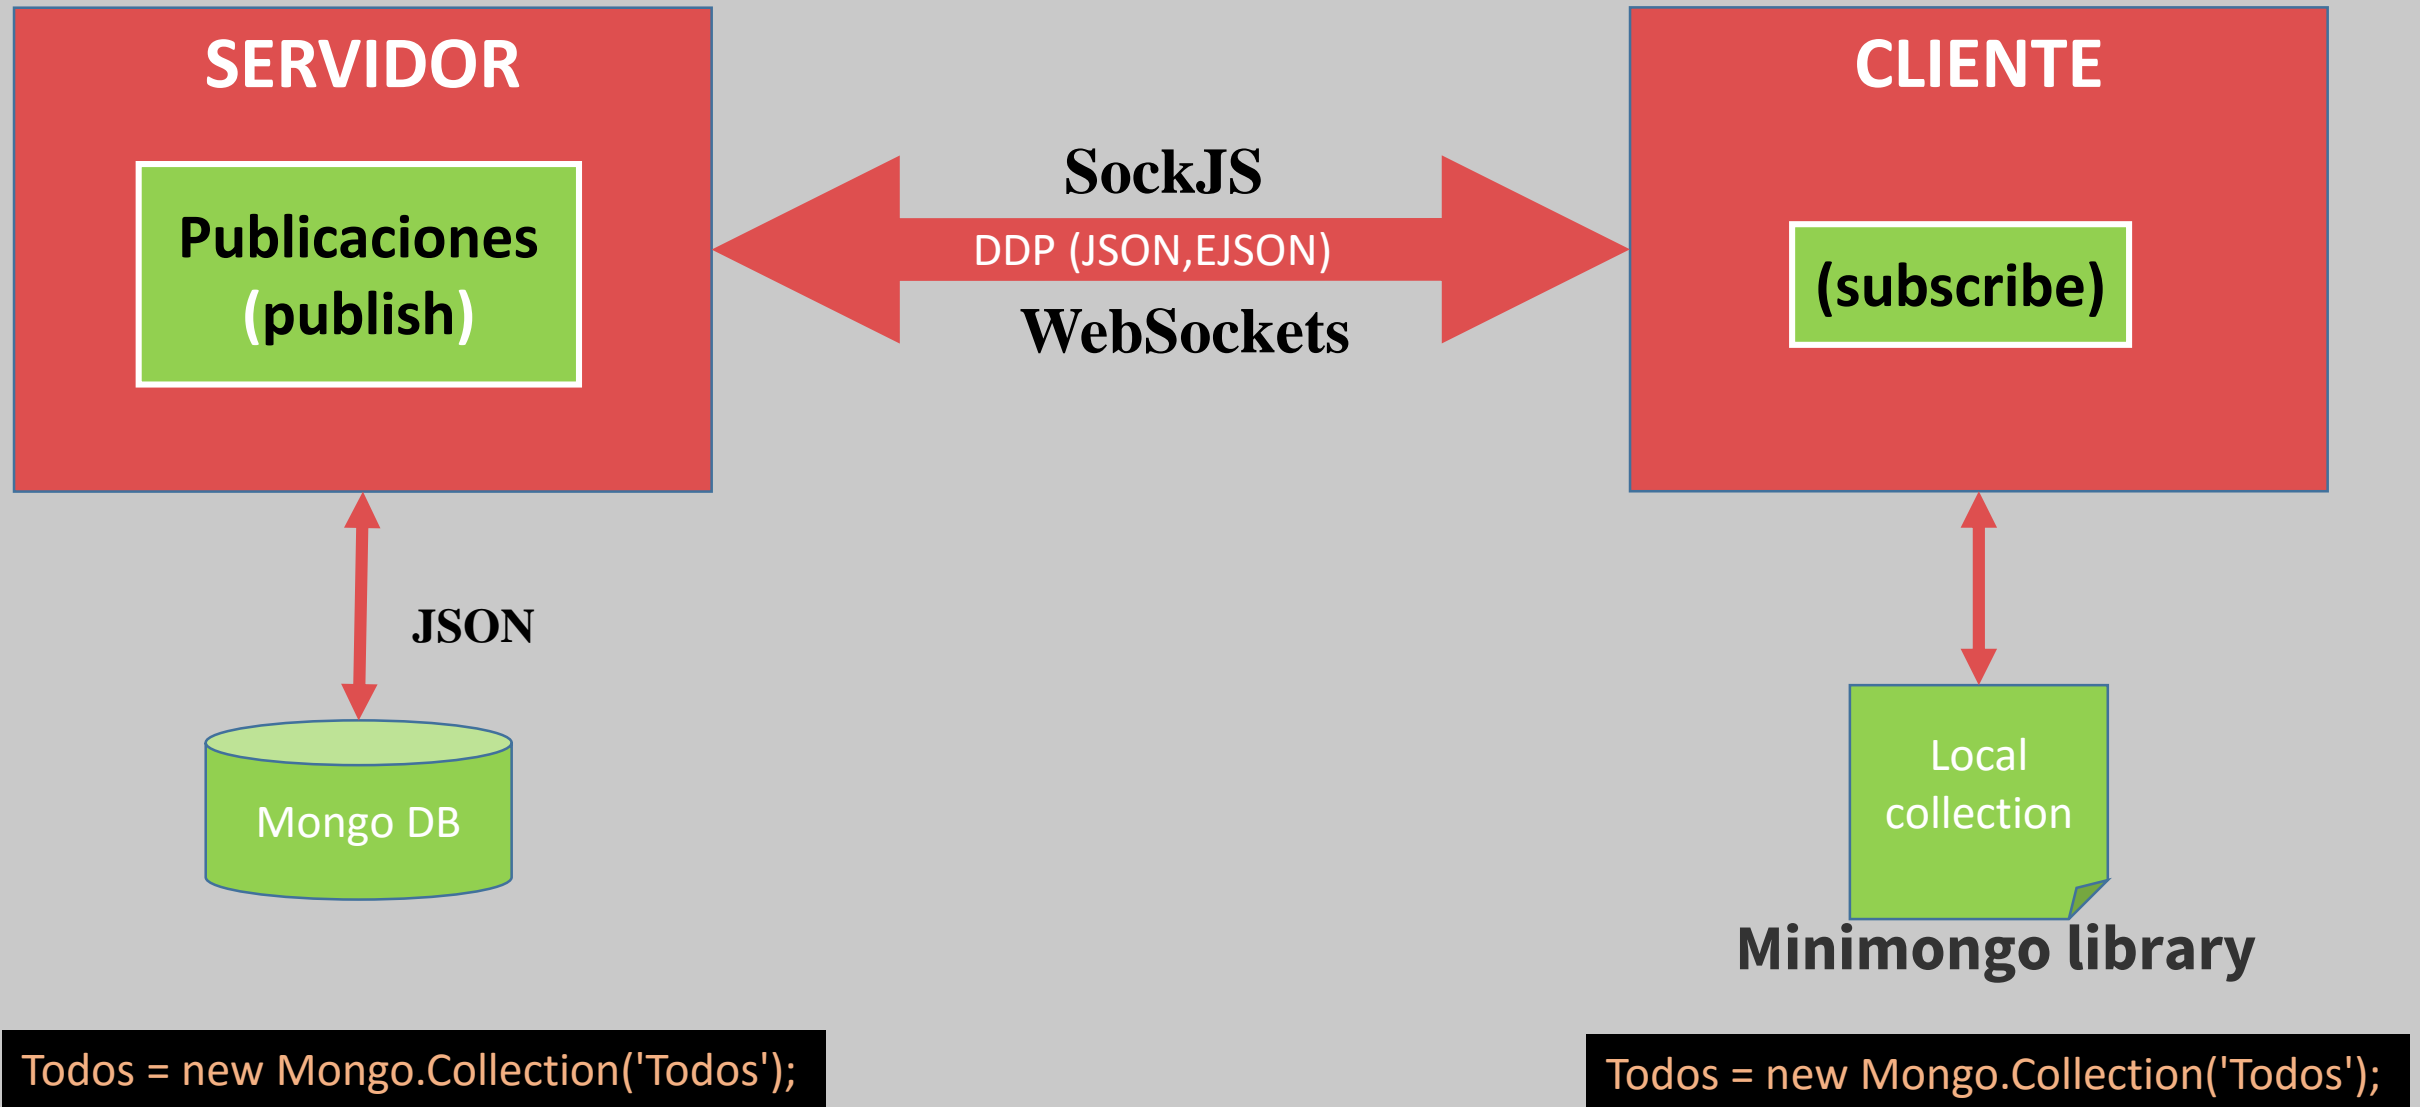 SERVIDOR
Publicaciones
(publish)
SockJS
DDP (JSON,EJSON)
WebSockets
CLIENTE
(subscribe)
JSON
Mongo DB
Local
collection
Minimongo library
Todos = new Mongo.Collection('Todos');
Todos = new Mongo.Collection('Todos');